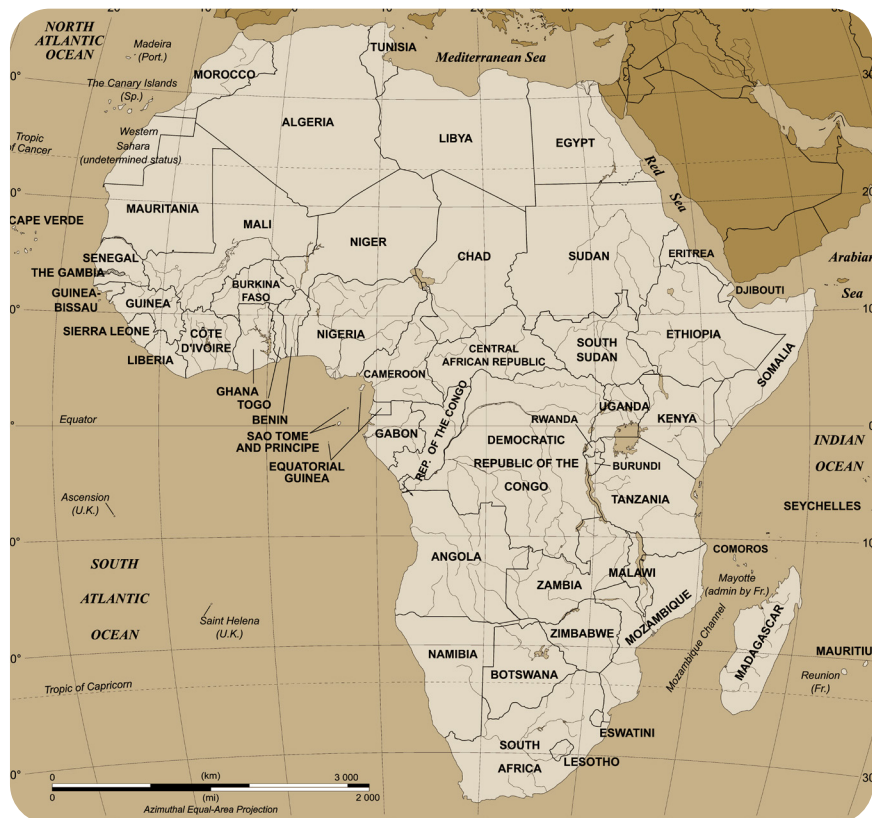 NORTH
ATLANTIC
OCEAN
Madeira
(Port.)
TUNISIA
Mediterranean Sea
MOROCCO
The Canary Islands
(Sp.)
ALGERIA
LIBYA
EGYPT
Western
Sahara
(undetermined status)
Tropic
of Cancer
Red
Sea
MAURITANIA
MALI
NIGER
CHAD
SUDAN
ERITREA
CAPE VERDE
SENEGAL
THE GAMBIA
GUINEA-
BISSAU
GUINEA
BURKINA
FASO
DJIBOUTI
Arabian
Sea
SIERRA LEONE
CÔTE
D'IVOIRE
LIBERIA
NIGERIA
CENTRAL
AFRICAN REPUBLIC
SOUTH
SUDAN
ETHIOPIA
SOMALIA
CAMEROON
GHANA
TOGO
BENIN
SAO TOME
AND PRINCIPE
EQUATORIAL
GUINEA
Equator
GABON
REP. OF THE CONGO
DEMOCRATIC
REPUBLIC OF THE
CONGO
RWANDA
UGANDA
KENYA
BURUNDI
TANZANIA
INDIAN
OCEAN
SEYCHELLES
Ascension
(U.K.)
SOUTH
ATLANTIC
OCEAN
Saint Helena
(U.K.)
ANGOLA
ZAMBIA
MALAWI
COMOROS
Mayotte
(admin by Fr.)
MOZAMBIQUE
Mozambique Channel
MADAGASCAR
ZIMBABWE
NAMIBIA
BOTSWANA
MAURITIU
Reunion
(Fr.)
Tropic of Capricorn
ESWATINI
LESOTHO
SOUTH
AFRICA
0 (km) 3 000
0 (mi) 2 000
Azimuthal Equal-Area Projection